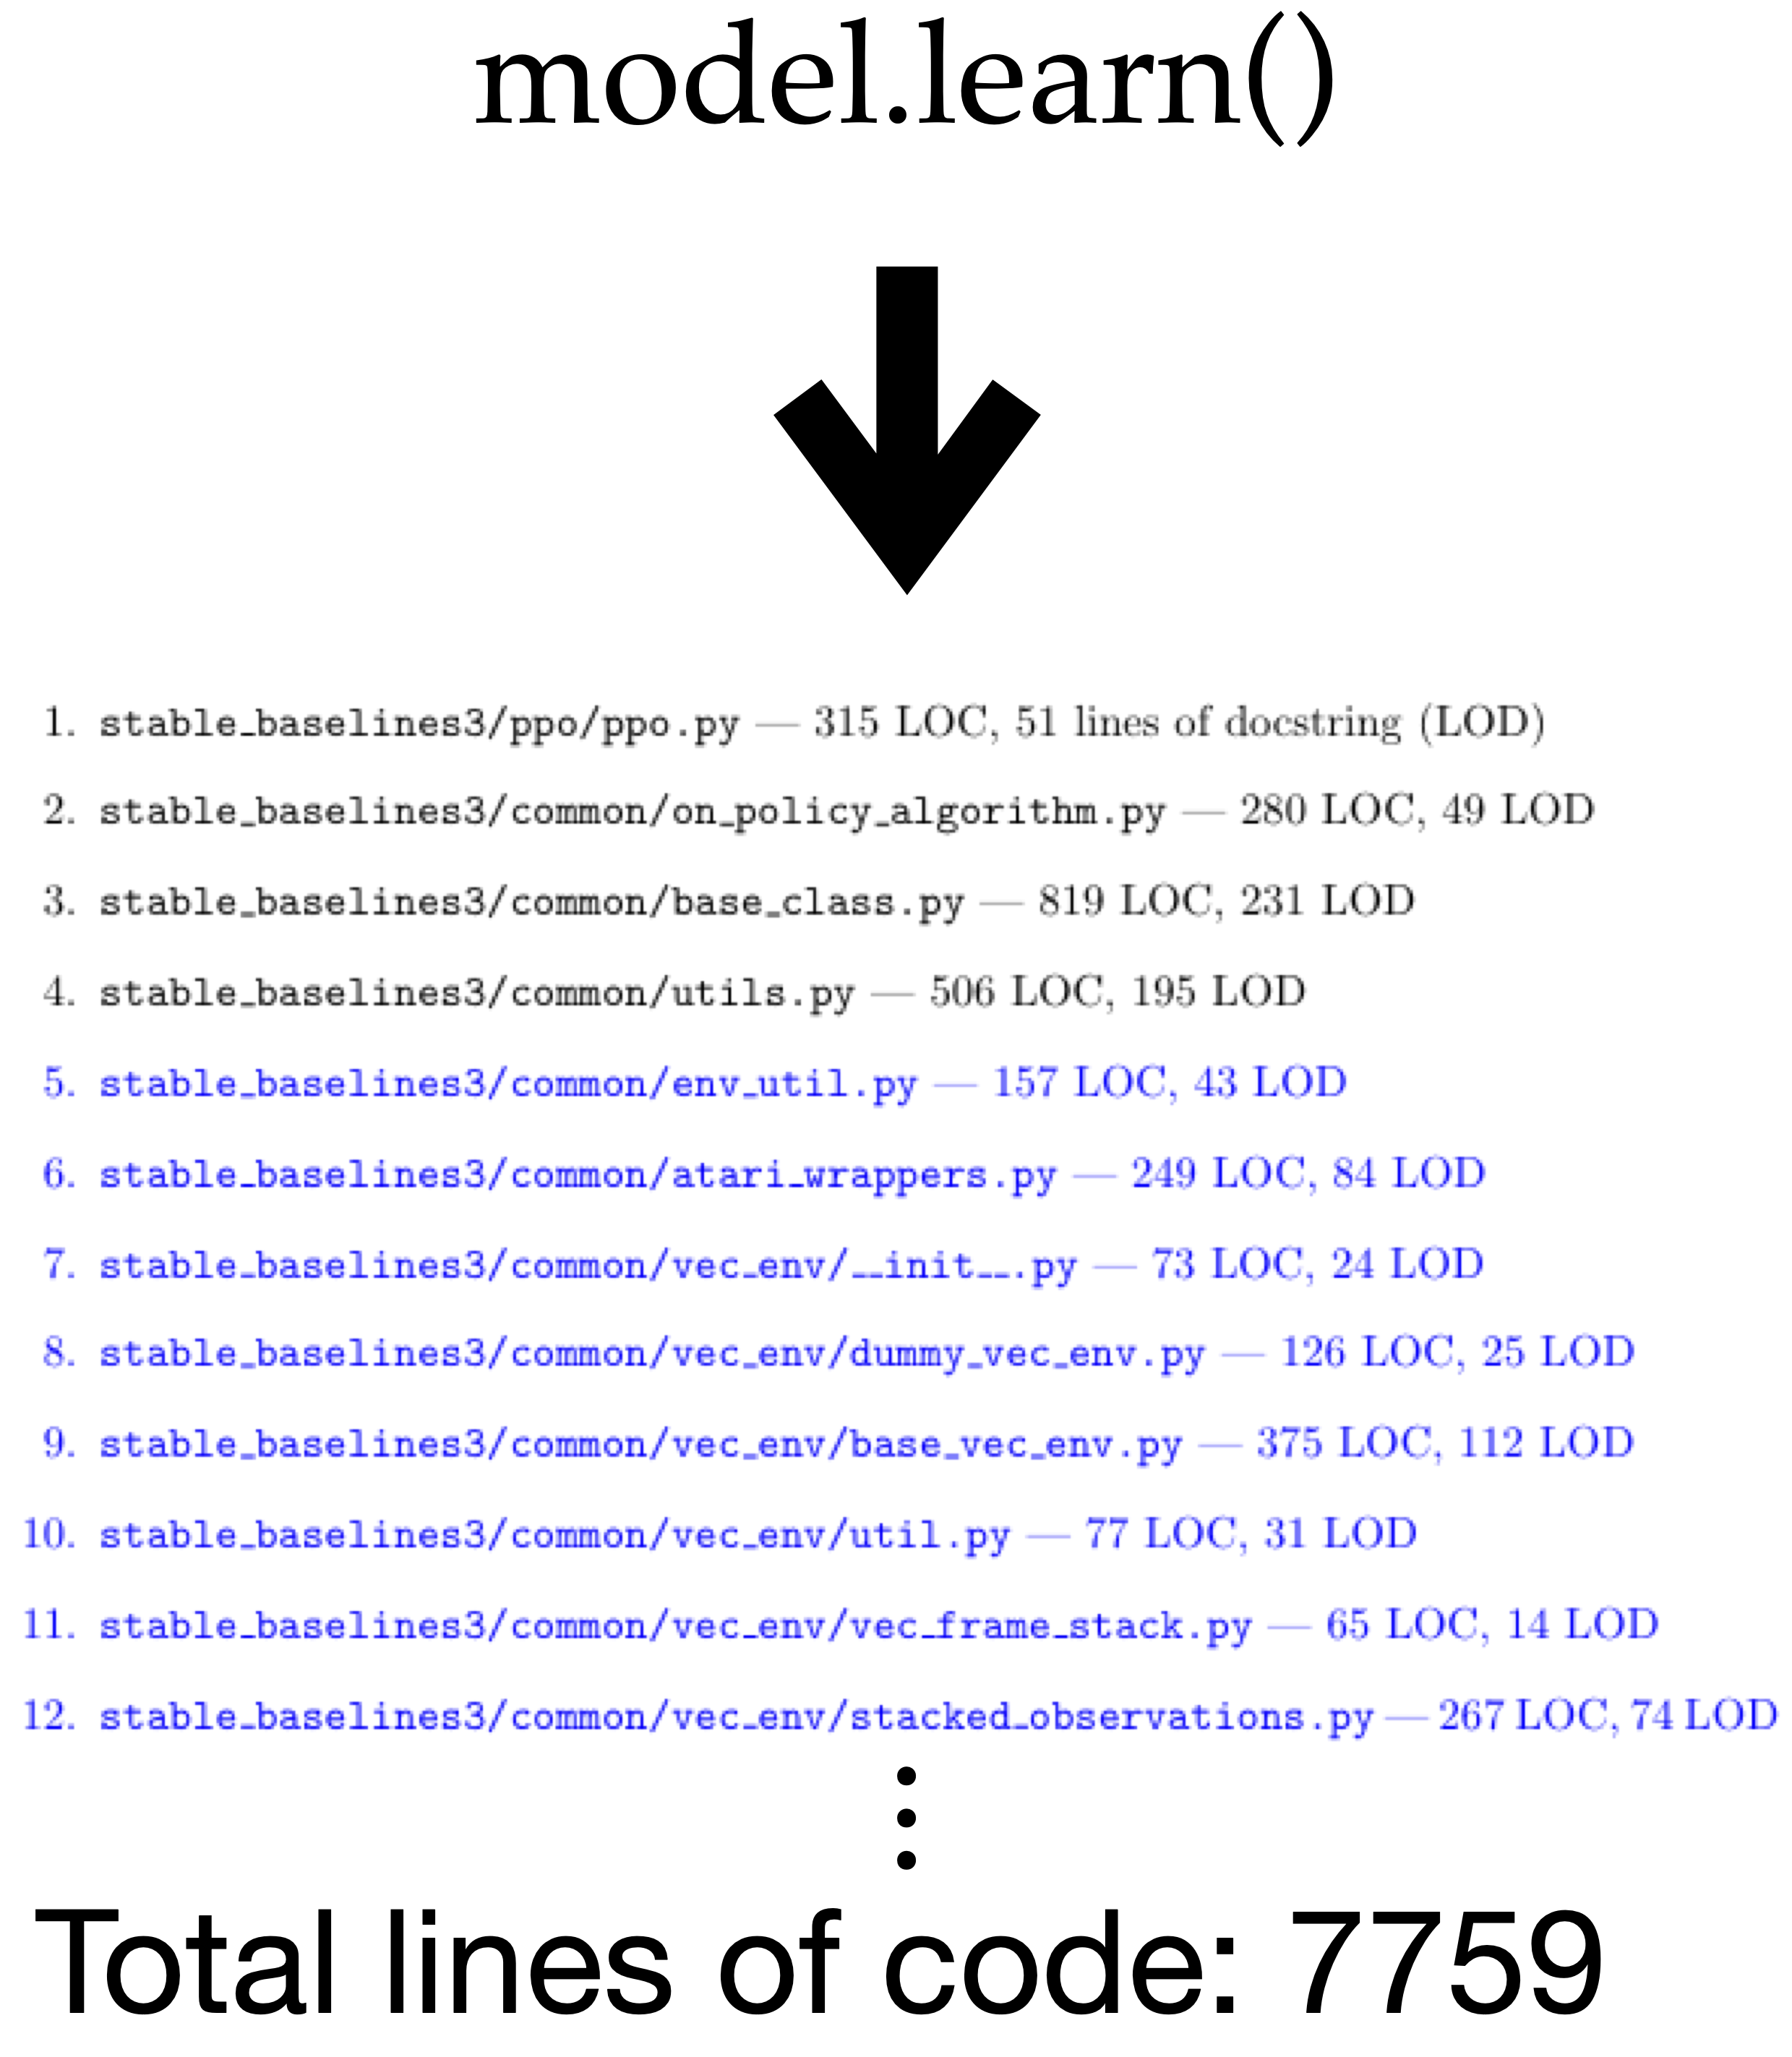 model.learn()
1. stable_baselines3/ppo/ppo.py — 315 LOC, 51 lines of docstring (LOD)
2. stable_baselines3/common/on_policy_algorithm.py — 280 LOC, 49 LOD
3. stable_baselines3/common/base_class.py — 819 LOC, 231 LOD
4. stable_baselines3/common/utils.py — 506 LOC, 195 LOD
5. stable_baselines3/common/env_util.py — 157 LOC, 43 LOD
6. stable_baselines3/common/atari_wrappers.py — 249 LOC, 84 LOD
7. stable_baselines3/common/vec_env/__init__.py — 73 LOC, 24 LOD
8. stable_baselines3/common/vec_env/dummy_vec_env.py — 126 LOC, 25 LOD
9. stable_baselines3/common/vec_env/base_vec_env.py — 375 LOC, 112 LOD
10. stable_baselines3/common/vec_env/util.py — 77 LOC, 31 LOD
11. stable_baselines3/common/vec_env/vec_frame_stack.py — 65 LOC, 14 LOD
12. stable_baselines3/common/vec_env/stacked_observations.py — 267 LOC, 74 LOD
⋮
Total lines of code: 7759